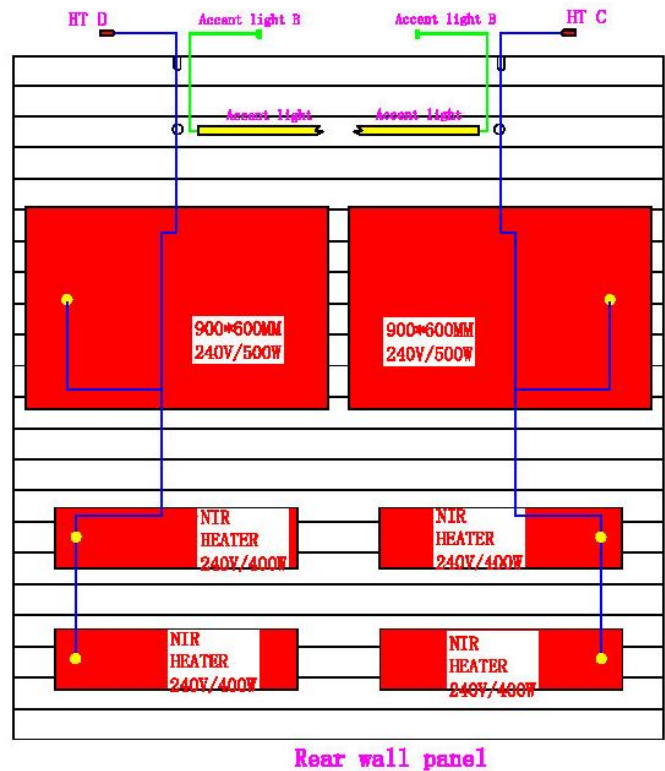 HT D
Accent light B
Accent light B
HT C
Accent light
Accent light
900*600MM
240V/500W
900*600MM
240V/500W
NIR
HEATER
240V/400W
NIR
HEATER
240V/400W
NIR
HEATER
240V/400W
NIR
HEATER
240V/400W
Rear wall panel